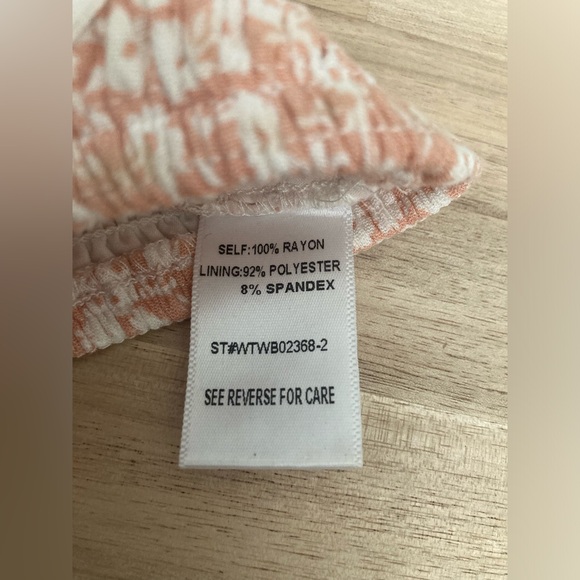 SELF:100% RAYON
LINING:92% POLYESTER
8% SPANDEX
ST#WTWB02368-2
SEE REVERSE FOR CARE